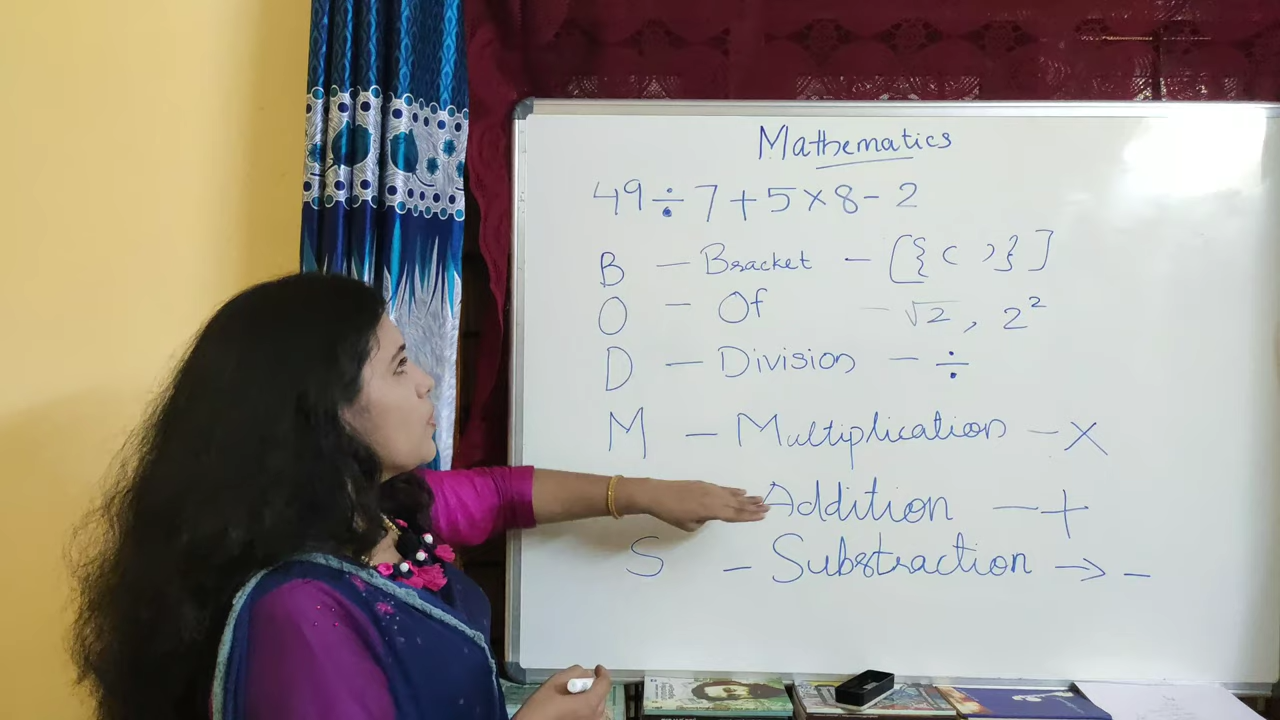 Mathematics
49÷7+5×8-2
B - Bracket - [{( )}]
O - Of - √2, 2²
D - Division - ÷
M - Multiplication - ×
Addition - +
S - Substraction → -